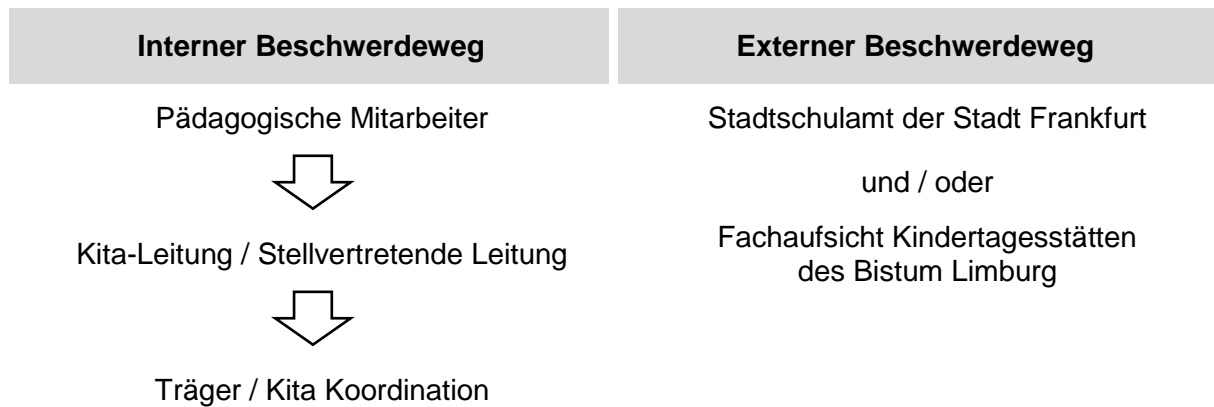 Interner Beschwerdeweg
Pädagogische Mitarbeiter
Kita-Leitung / Stellvertretende Leitung
Träger / Kita Koordination
Externer Beschwerdeweg
Stadtschulamt der Stadt Frankfurt
und / oder
Fachaufsicht Kindertagesstätten
des Bistum Limburg